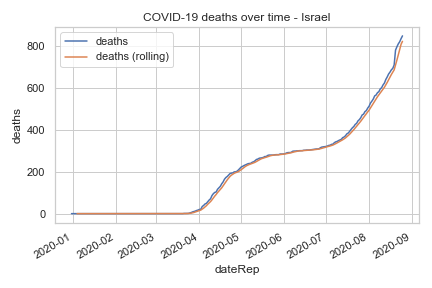 COVID-19 deaths over time - Israel
deaths
deaths (rolling)
deaths
800
600
400
200
0
2020-01
2020-02
2020-03
2020-04
2020-05
2020-06
2020-07
2020-08
2020-09
dateRep